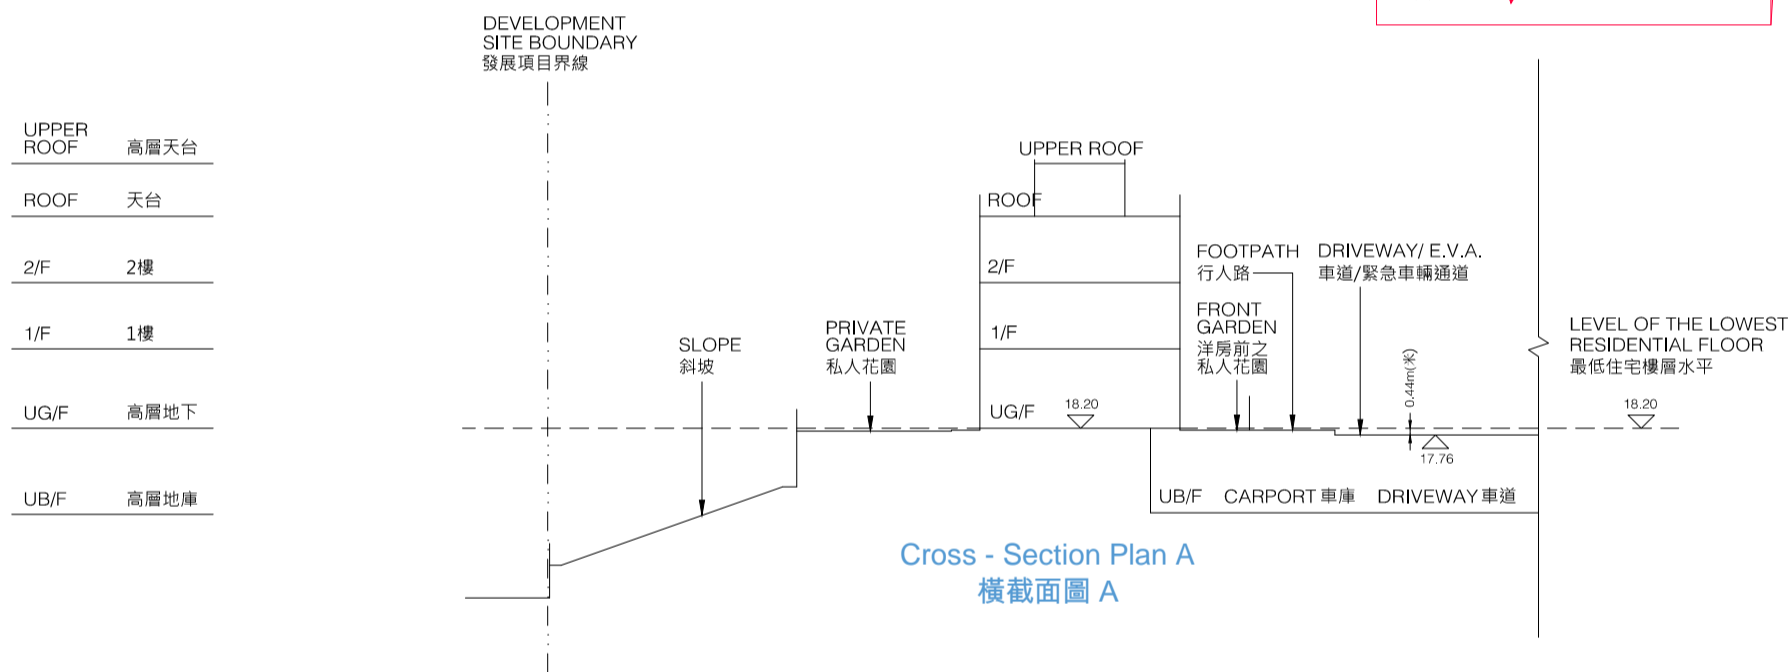 DEVELOPMENT
SITE BOUNDARY
發展項目界線
UPPER
ROOF 高層天台
ROOF 天台
2/F 2樓
1/F 1樓
UG/F 高層地下
UB/F 高層地庫
UPPER ROOF
ROOF
2/F
1/F
UG/F
18.20
SLOPE
斜坡
PRIVATE
GARDEN
私人花園
FOOTPATH
行人路
FRONT
GARDEN
洋房前之
私人花園
DRIVEWAY/ E.V.A.
車道/緊急車輛通道
0.44m(米)
17.76
LEVEL OF THE LOWEST
RESIDENTIAL FLOOR
最低住宅樓層水平
18.20
UB/F CARPORT 車庫 DRIVEWAY 車道
Cross - Section Plan A
橫截面圖 A